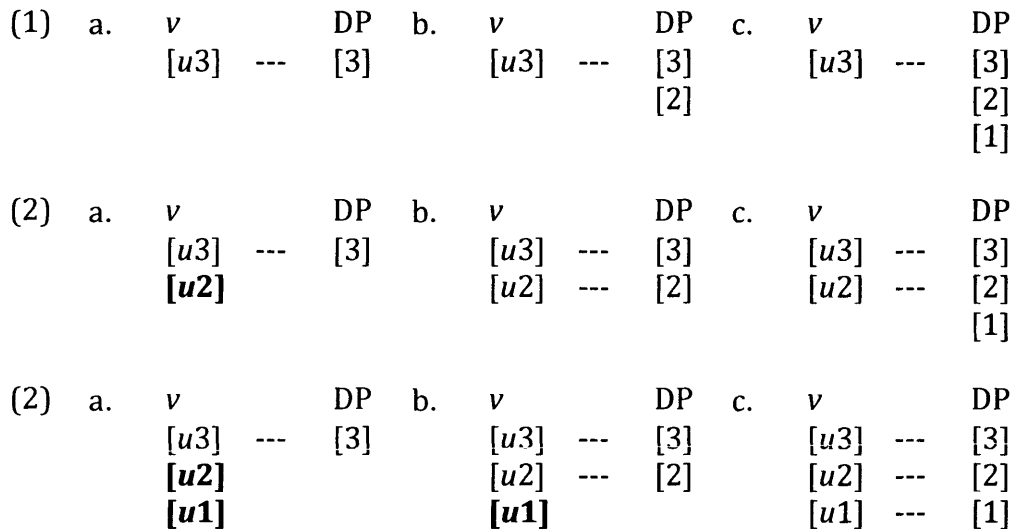 (1) a. v DP b. v DP c. v DP
[u3] --- [3] [u3] --- [3] [u3] --- [3]
[2] [2]
[1]
(2) a. v DP b. v DP c. v DP
[u3] --- [3] [u3] --- [3] [u3] --- [3]
[u2] [u2] --- [2] [u2] --- [2]
[1]
(2) a. v DP b. v DP c. v DP
[u3] --- [3] [u3] --- [3] [u3] --- [3]
[u2] [u2] --- [2] [u2] --- [2]
[u1] [u1] [u1] --- [1]